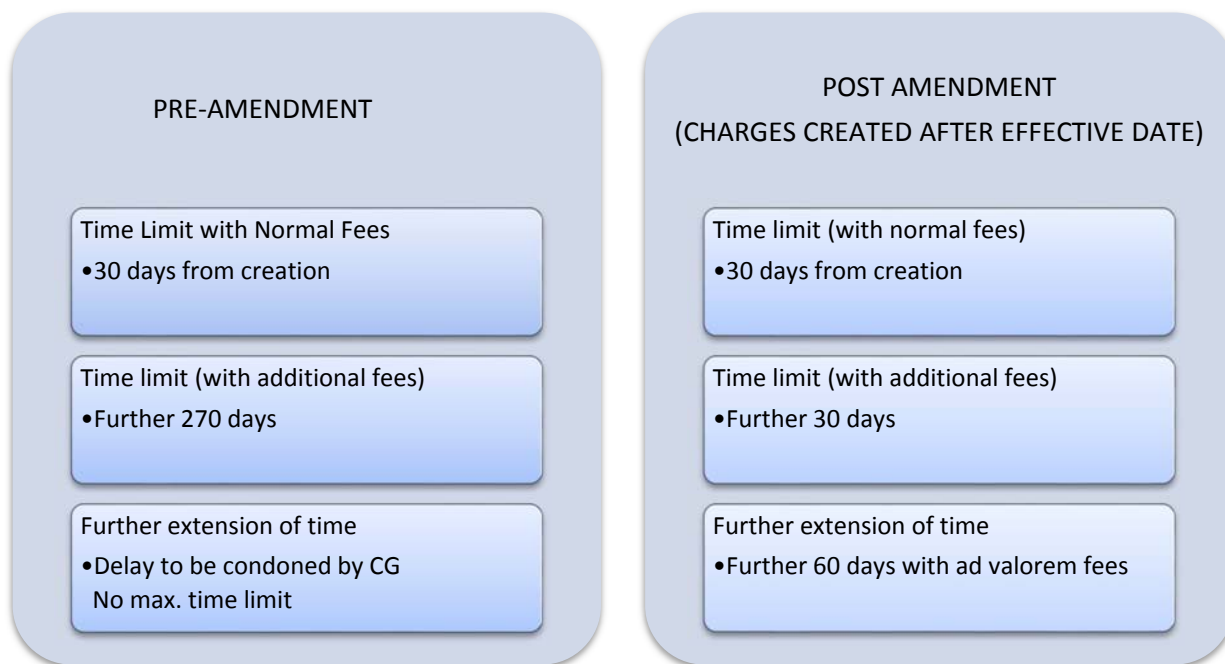 PRE-AMENDMENT
Time Limit with Normal Fees
•30 days from creation
Time limit (with additional fees)
•Further 270 days
Further extension of time
•Delay to be condoned by CG
No max. time limit
POST AMENDMENT
(CHARGES CREATED AFTER EFFECTIVE DATE)
Time limit (with normal fees)
•30 days from creation
Time limit (with additional fees)
•Further 30 days
Further extension of time
•Further 60 days with ad valorem fees